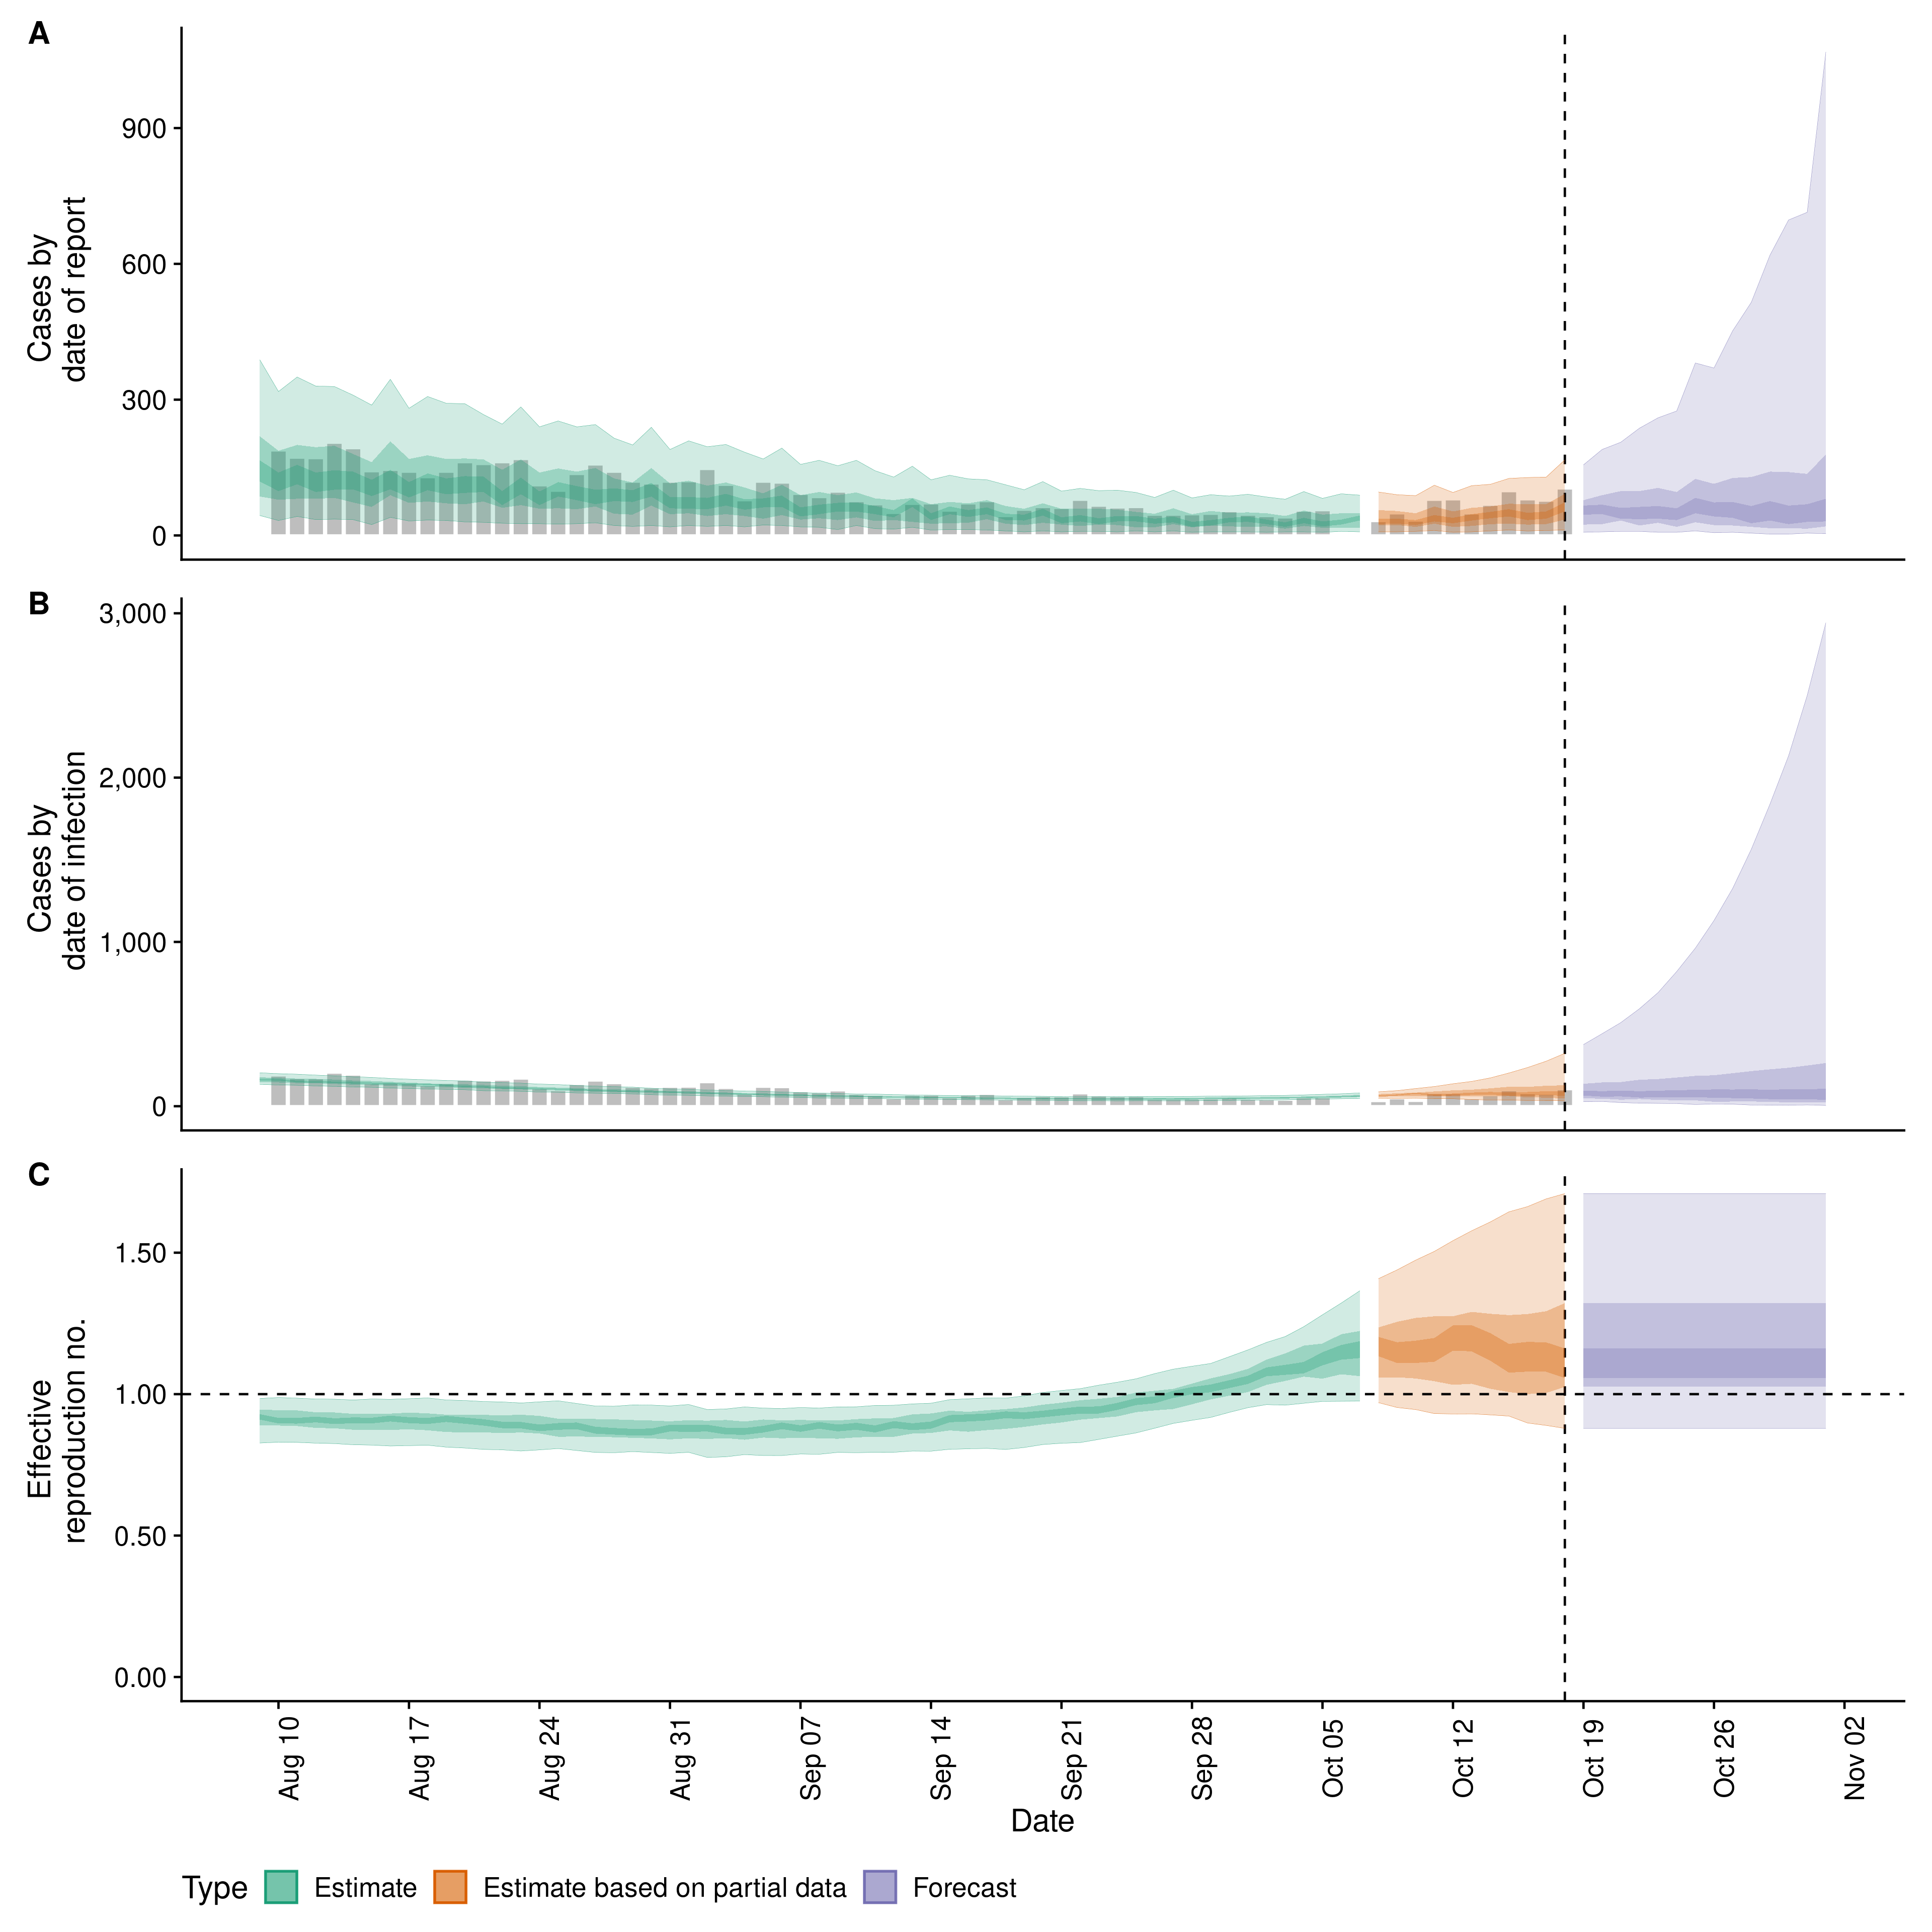 A
Cases by
date of report
900
600
300
0
B
Cases by
date of infection
3,000
2,000
1,000
0
C
Effective
reproduction no.
1.50
1.00
0.50
0.00
Aug 10
Aug 17
Aug 24
Aug 31
Sep 07
Sep 14
Sep 21
Sep 28
Oct 05
Oct 12
Oct 19
Oct 26
Nov 02
Date
Type Estimate Estimate based on partial data Forecast